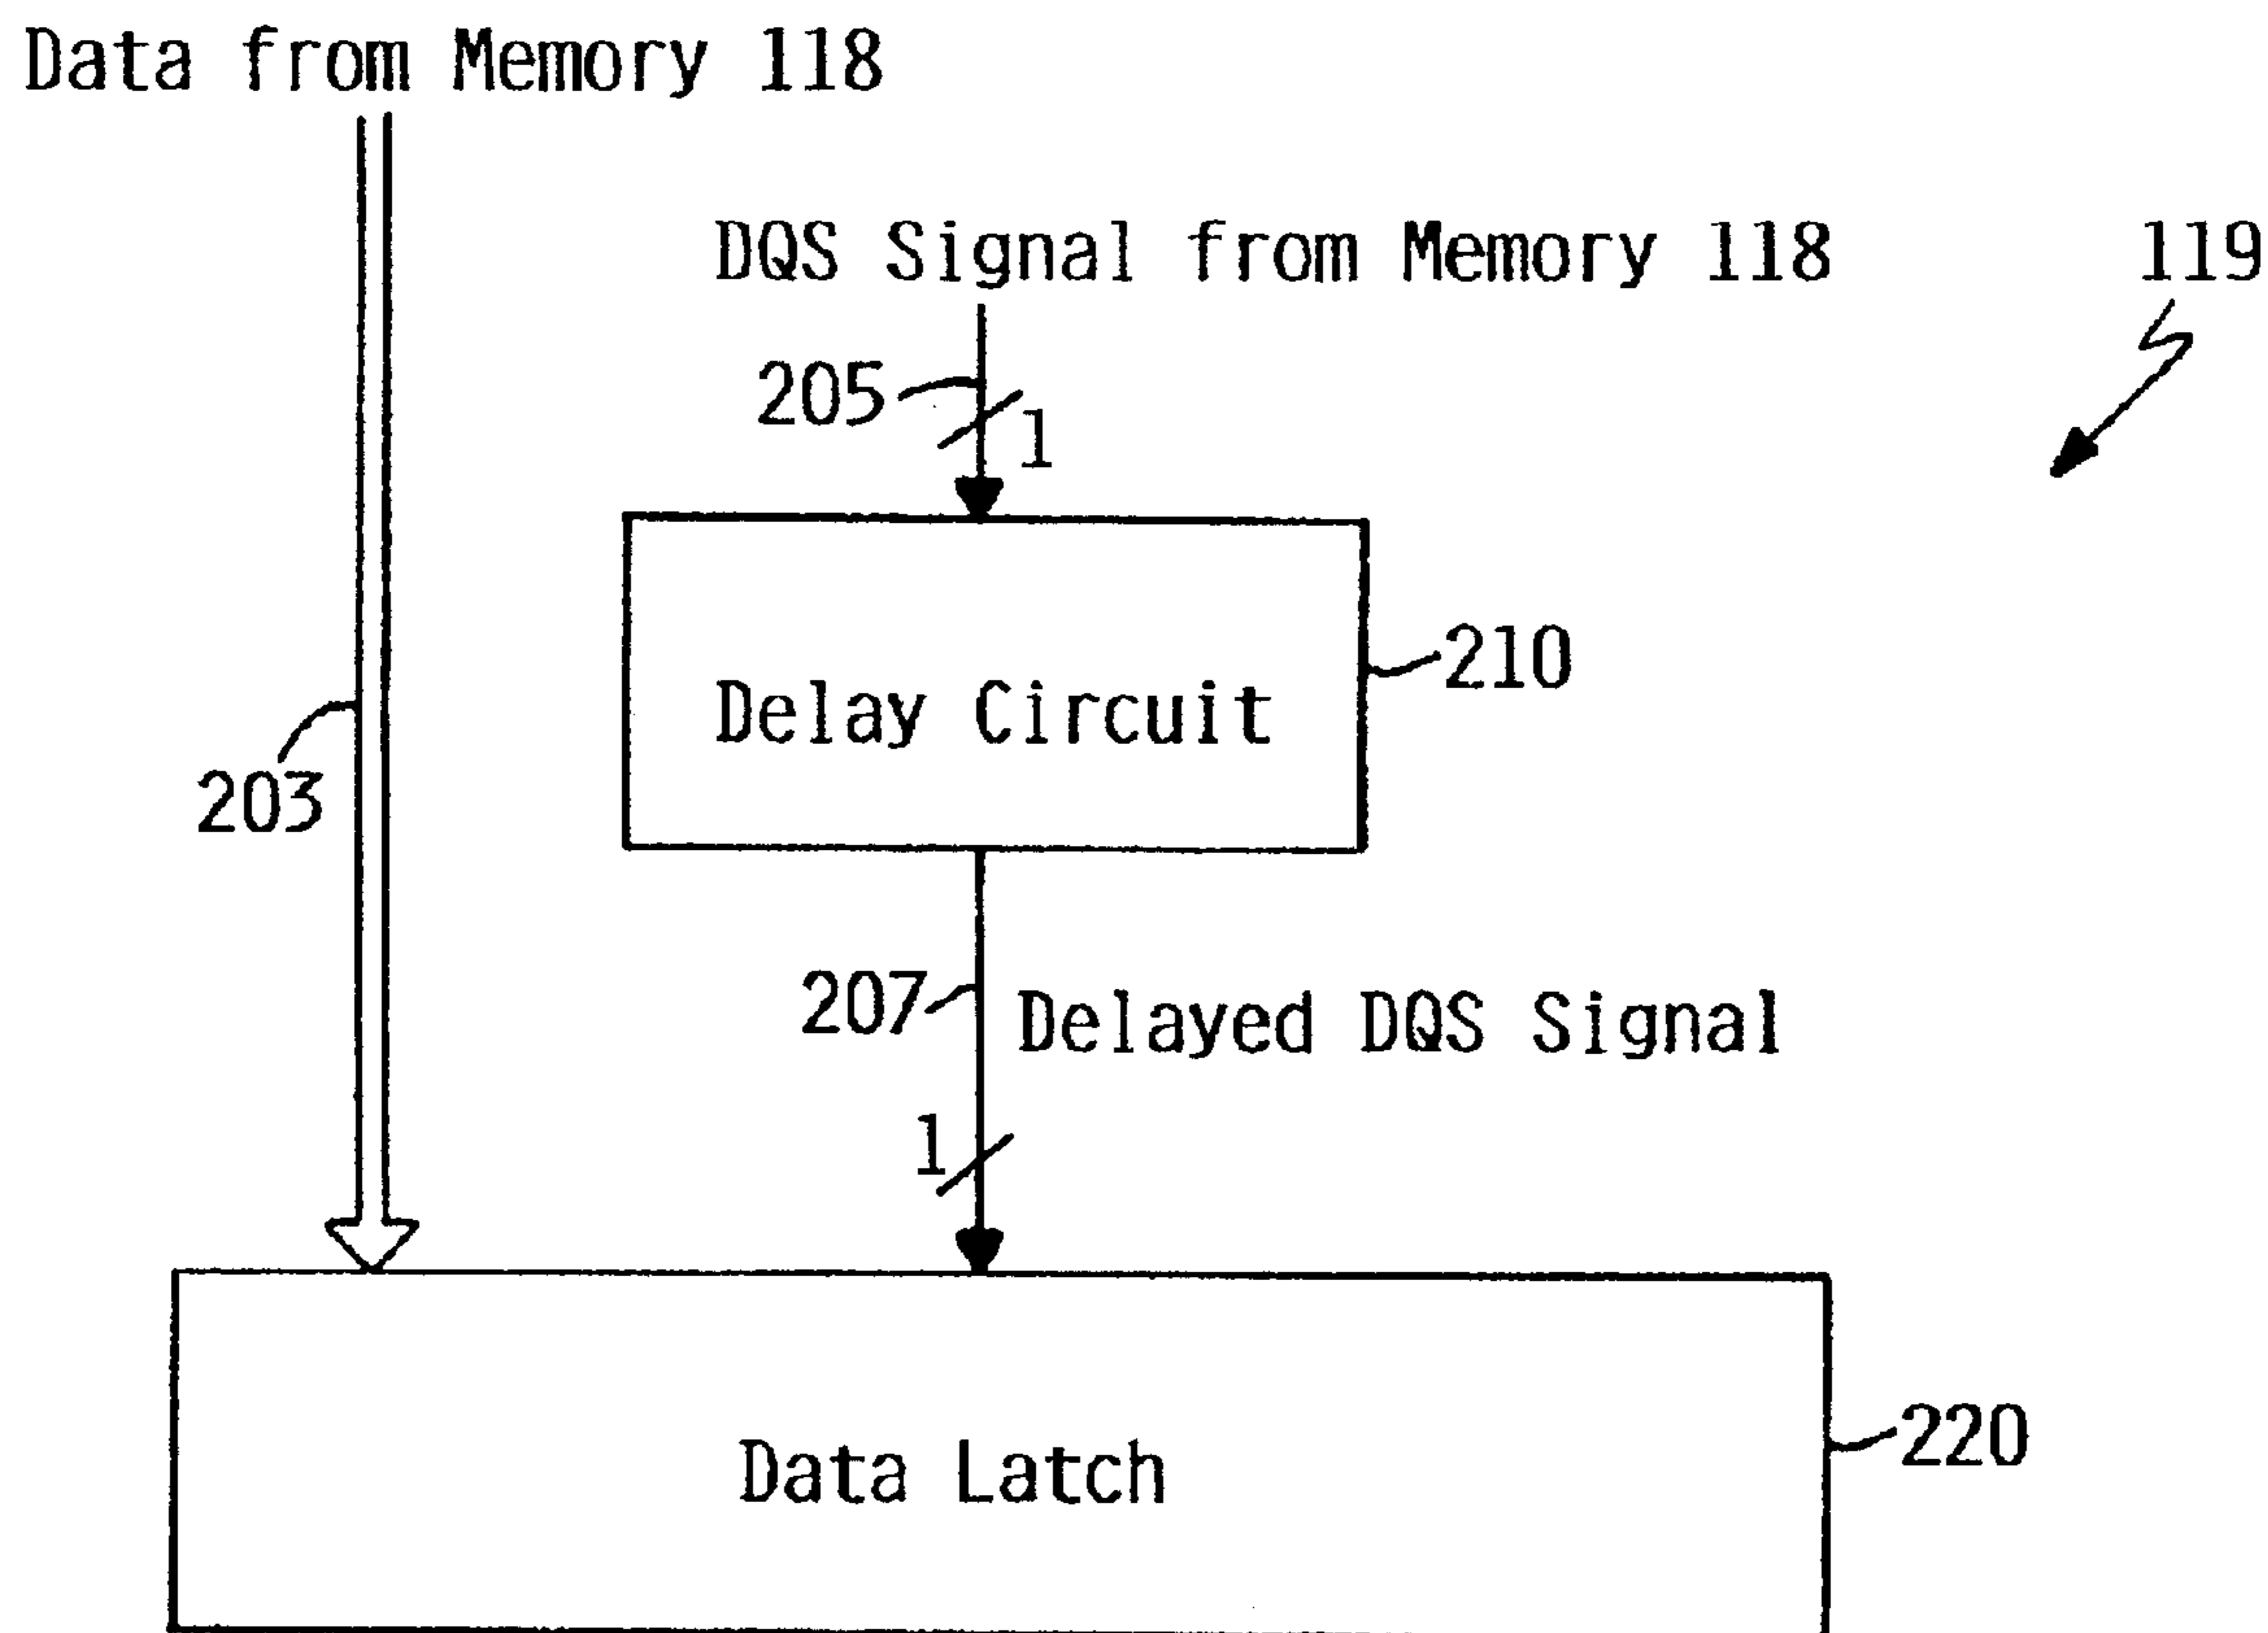 Data from Memory 118
DQS Signal from Memory 118
119
205
1
210
Delay Circuit
203
207
Delayed DQS Signal
1
220
Data Latch